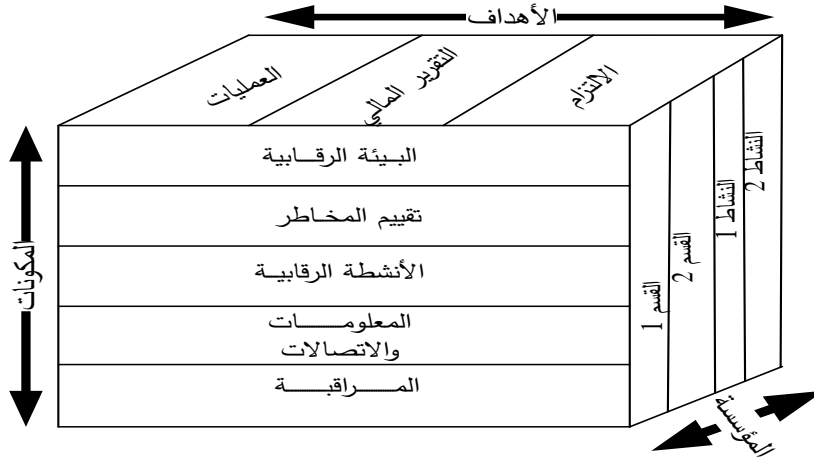 الأهداف
العمليات
التقرير المالي
الالتزام
المكونات
البيئة الرقابية
تقييم المخاطر
الأنشطة الرقابية
المعلومات
والاتصالات
المراقبة
القسم 1
القسم 2
النشاط 1
النشاط 2
المؤسسة